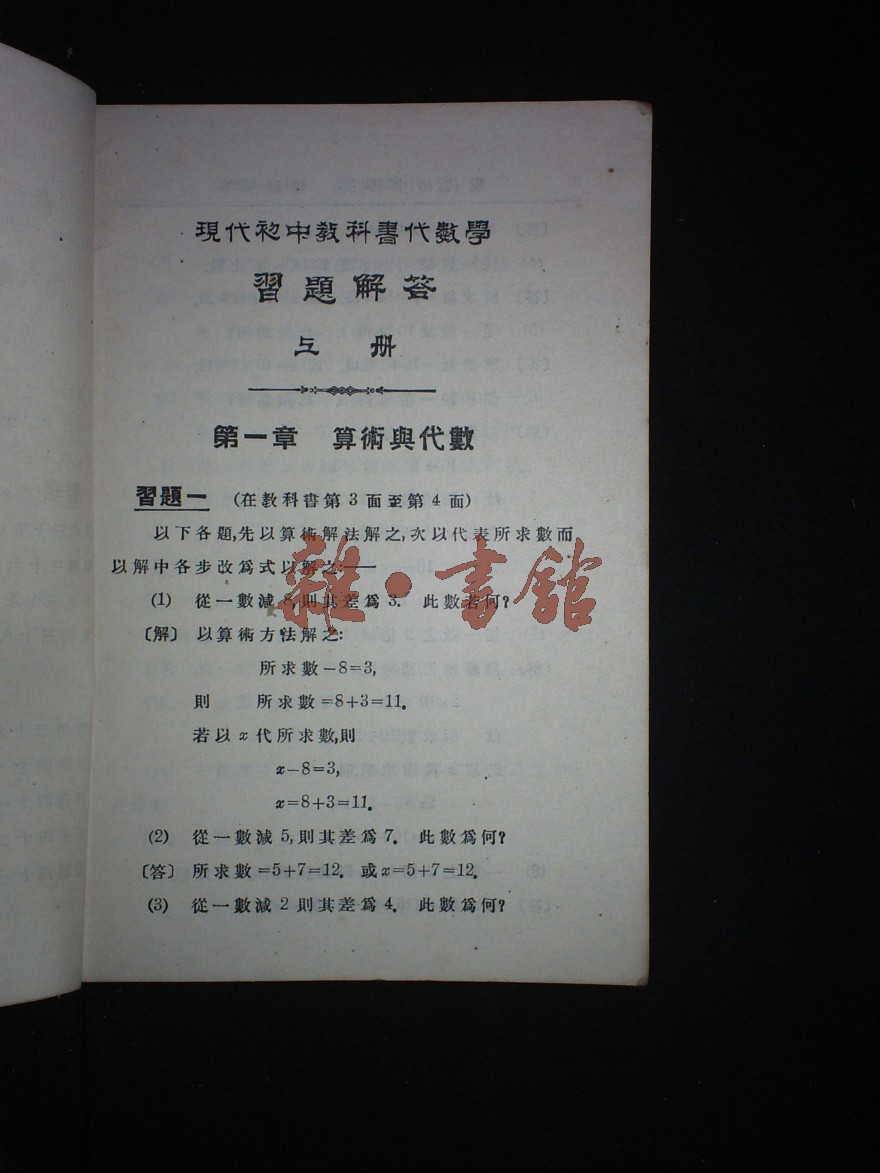 現代初中教科書代數學
習題解答
上册
第一章 算術與代數
習題一 (在教科書第3面至第4面)
以下各題,先以算術解法解之,次以代表所求數而
以解中各步改爲式以解之:——
(1) 從一數減8,則其差爲3. 此數若何?
〔解〕 以算術方法解之:
所求數-8=3,
則 所求數=8+3=11.
若以x代所求數,則
x-8=3,
x=8+3=11.
(2) 從一數減5,則其差爲7. 此數爲何?
〔答〕 所求數=5+7=12. 或x=5+7=12.
(3) 從一數減2則其差爲4. 此數爲何?
雜·書館